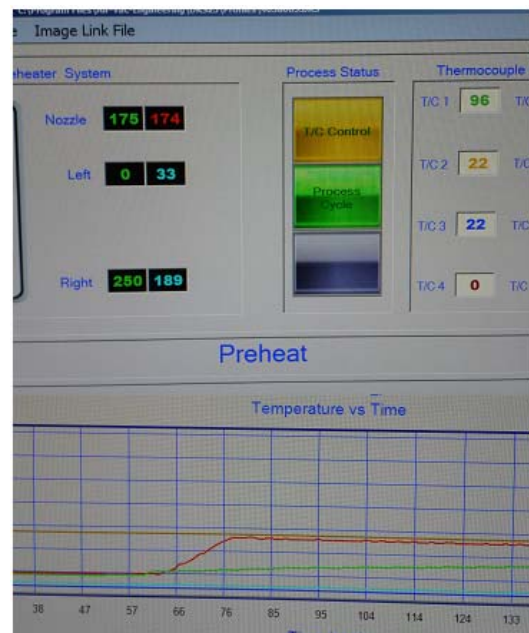 Image Link File
Preheater System
Process Status
Thermocouple
Nozzle 175 174
T/C Control
T/C 1 96
Left 0 33
Process
Cycle
T/C 2 22
T/C 3 22
Right 250 189
T/C 4 0
Preheat
Temperature vs Time
38 47 57 66 76 85 95 104 114 124 133